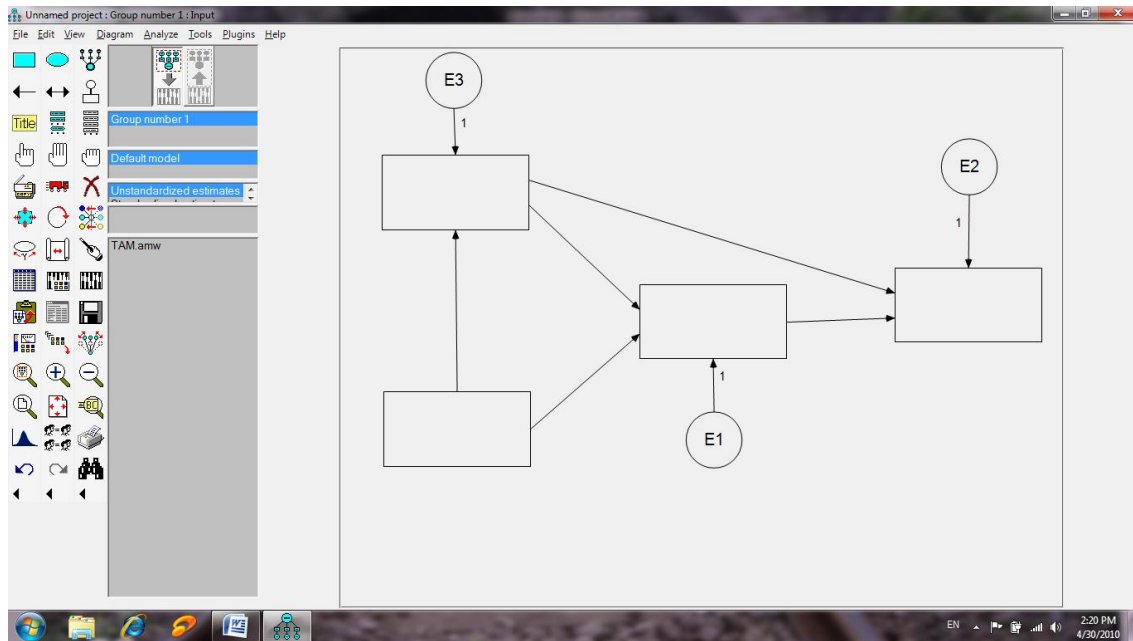 Unnamed project : Group number 1 : Input
File Edit View Diagram Analyze Tools Plugins Help
Title
Group number 1
Default model
Unstandardized estimates
TAM.amw
E3
1
E2
1
1
E1
EN
2:20 PM
4/30/2010